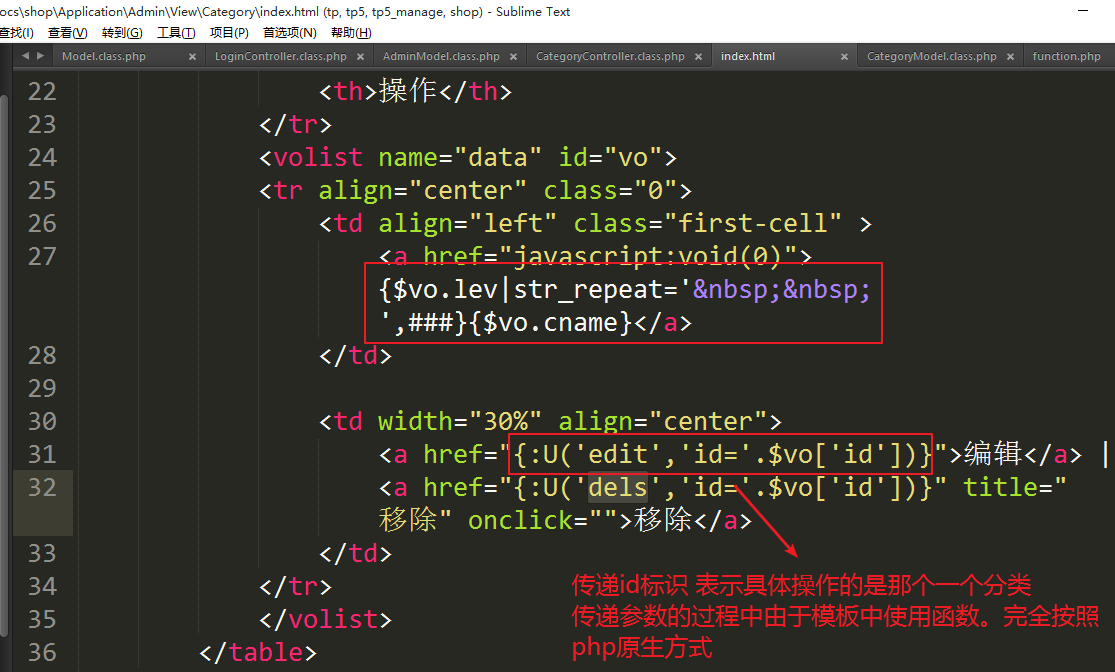 ocs\shop\Application\Admin\View\Category\index.html (tp, tp5, tp5_manage, shop) - Sublime Text
查找(I) 查看(V) 转到(G) 工具(T) 项目(P) 首选项(N) 帮助(H)
Model.class.php × LoginController.class.php × AdminModel.class.php × CategoryController.class.php × index.html × CategoryModel.class.php × function.php
22 <th>操作</th>
23 </tr>
24 <volist name="data" id="vo">
25 <tr align="center" class="0">
26 <td align="left" class="first-cell" >
27 <a href="javascript:void(0)">
{$vo.lev|str_repeat='&nbsp;&nbsp;
',###}{$vo.cname}</a>
28 </td>
29
30 <td width="30%" align="center">
31 <a href="{:U('edit','id='.$vo['id'])}">编辑</a> |
32 <a href="{:U('dels','id='.$vo['id'])}" title="
移除" onclick="">移除</a>
33 </td>
34 </tr>
35 </volist>
36 </table>
传递id标识 表示具体操作的是那个一个分类
传递参数的过程中由于模板中使用函数。完全按照
php原生方式